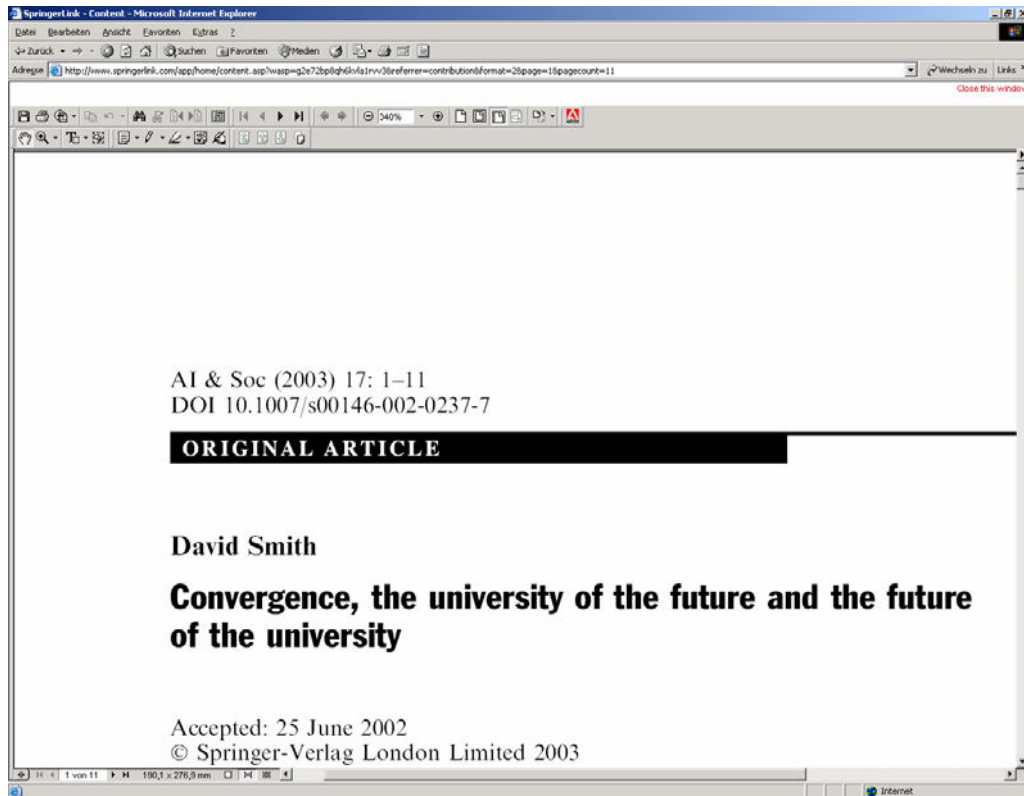 SpringerLink - Content - Microsoft Internet Explorer
Datei Bearbeiten Ansicht Favoriten Extras ?
Zurück Suchen Favoriten Medien
Adresse http://www.springerlink.com/app/home/content.asp?wasp=g2e72bp8qh6kvla1rvv3&referrer=contribution&format=2&page=1&pagecount=11 Wechseln zu Links
Close this window
340%
AI & Soc (2003) 17: 1–11
DOI 10.1007/s00146-002-0237-7
ORIGINAL ARTICLE
David Smith
Convergence, the university of the future and the future
of the university
Accepted: 25 June 2002
© Springer-Verlag London Limited 2003
1 von 11 190,1 x 276,9 mm
Internet